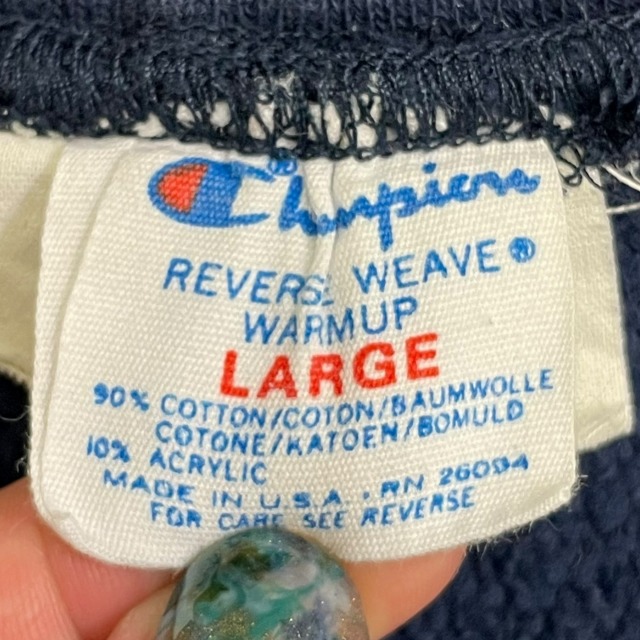 Champion
REVERSE WEAVE®
WARMUP
LARGE
90% COTTON/COTON/BAUMWOLLE
COTONE/KATOEN/BOMULD
10% ACRYLIC
MADE IN U.S.A. RN 26094
FOR CARE SEE REVERSE